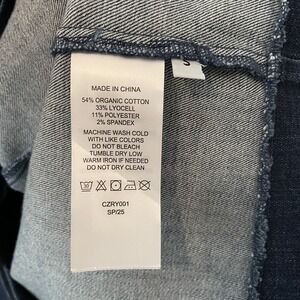 MADE IN CHINA
54% ORGANIC COTTON
33% LYOCELL
11% POLYESTER
2% SPANDEX
MACHINE WASH COLD
WITH LIKE COLORS
DO NOT BLEACH
TUMBLE DRY LOW
WARM IRON IF NEEDED
DO NOT DRY CLEAN
CZRY001
SP/25